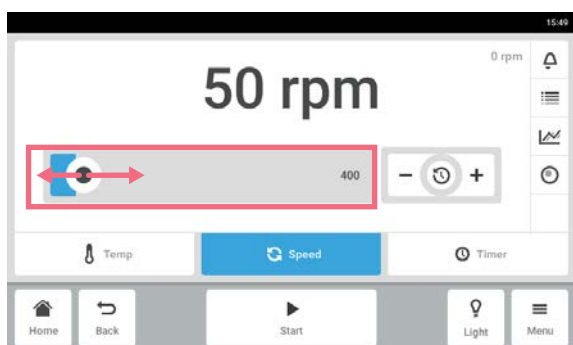 15:49
0 rpm
50 rpm
400
− +
Temp
Speed
Timer
Home
Back
Start
Light
Menu